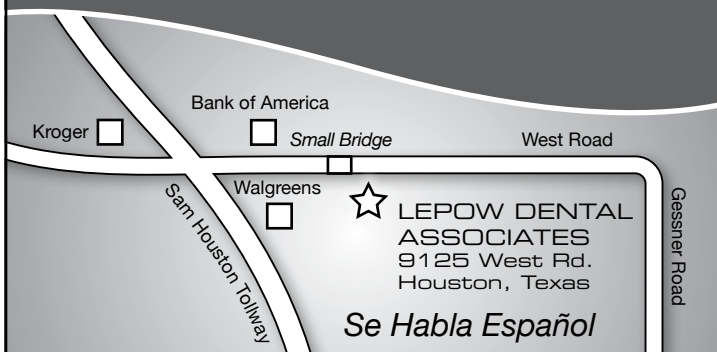 Bank of America
Kroger
Small Bridge
West Road
Walgreens
Sam Houston Tollway
LEPOW DENTAL
ASSOCIATES
9125 West Rd.
Houston, Texas
Gessner Road
Se Habla Español